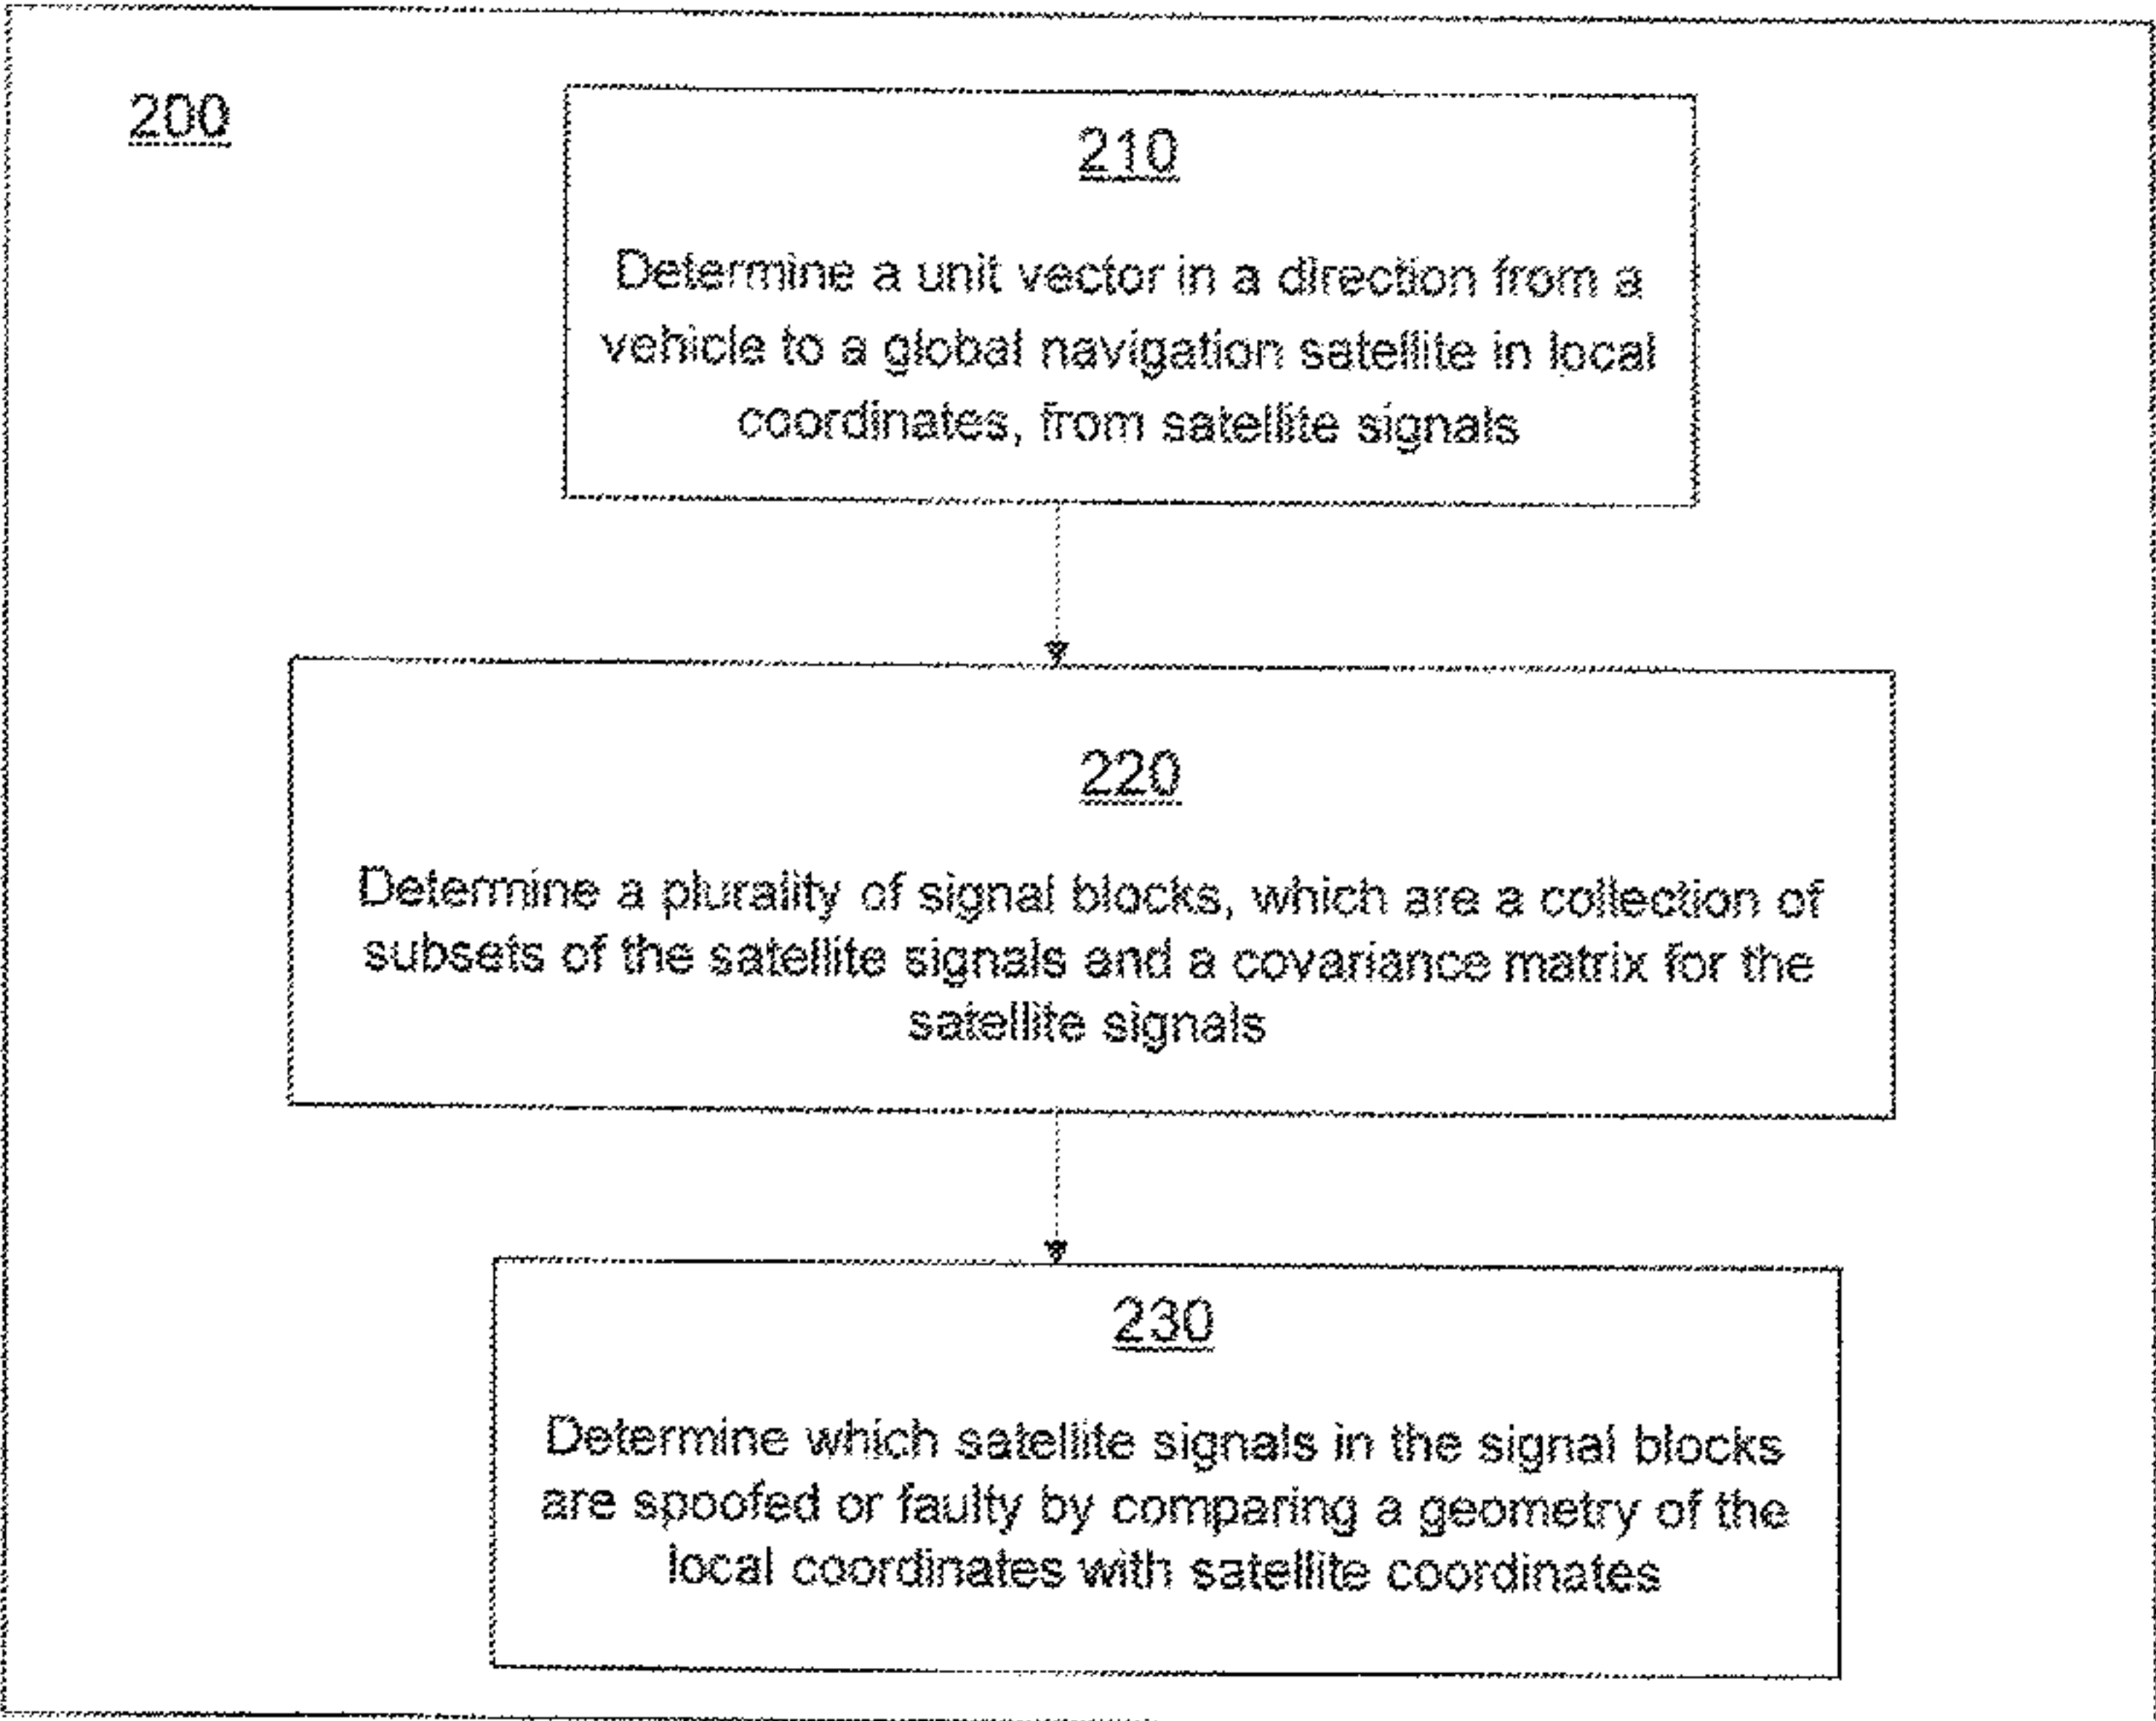 200
210
Determine a unit vector in a direction from a
vehicle to a global navigation satellite in local
coordinates, from satellite signals
220
Determine a plurality of signal blocks, which are a collection of
subsets of the satellite signals and a covariance matrix for the
satellite signals
230
Determine which satellite signals in the signal blocks
are spoofed or faulty by comparing a geometry of the
local coordinates with satellite coordinates